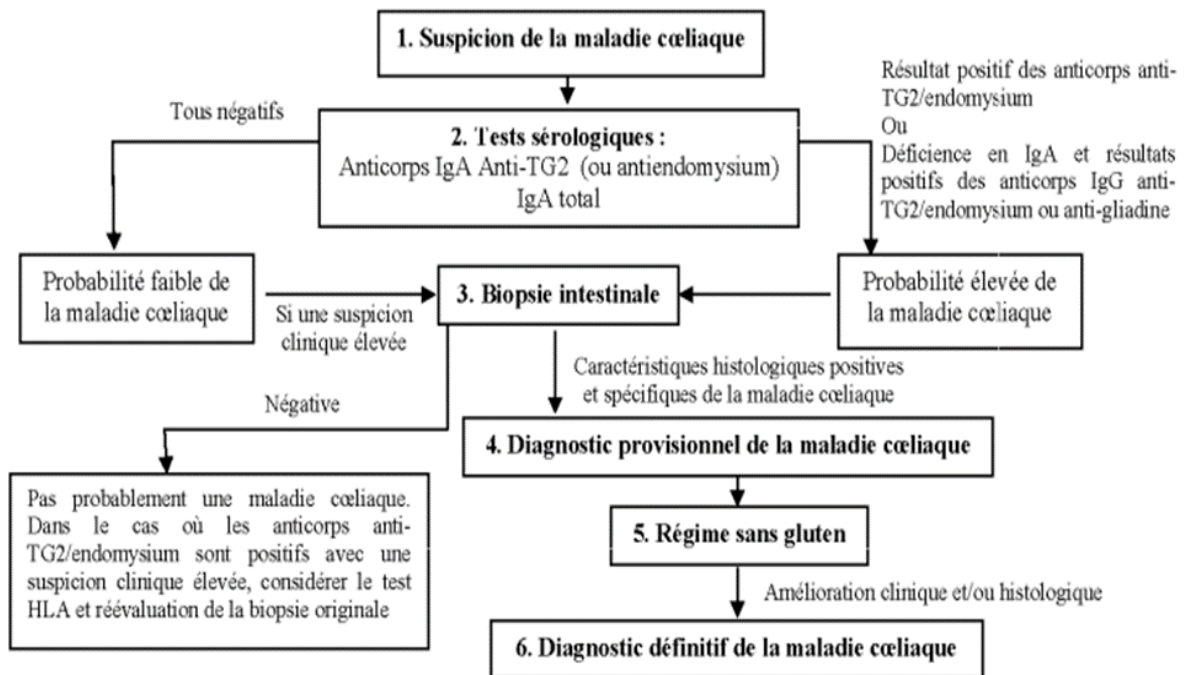 1. Suspicion de la maladie cœliaque
Tous négatifs
2. Tests sérologiques :
Anticorps IgA Anti-TG2 (ou antiendomysium)
IgA total
Résultat positif des anticorps anti-
TG2/endomysium
Ou
Déficience en IgA et résultats
positifs des anticorps IgG anti-
TG2/endomysium ou anti-gliadine
Probabilité faible de
la maladie cœliaque
Si une suspicion
clinique élevée
3. Biopsie intestinale
Probabilité élevée de
la maladie cœliaque
Caractéristiques histologiques positives
et spécifiques de la maladie cœliaque
Négative
4. Diagnostic provisionnel de la maladie cœliaque
Pas probablement une maladie cœliaque.
Dans le cas où les anticorps anti-
TG2/endomysium sont positifs avec une
suspicion clinique élevée, considérer le test
HLA et réévaluation de la biopsie originale
5. Régime sans gluten
Amélioration clinique et/ou histologique
6. Diagnostic définitif de la maladie cœliaque